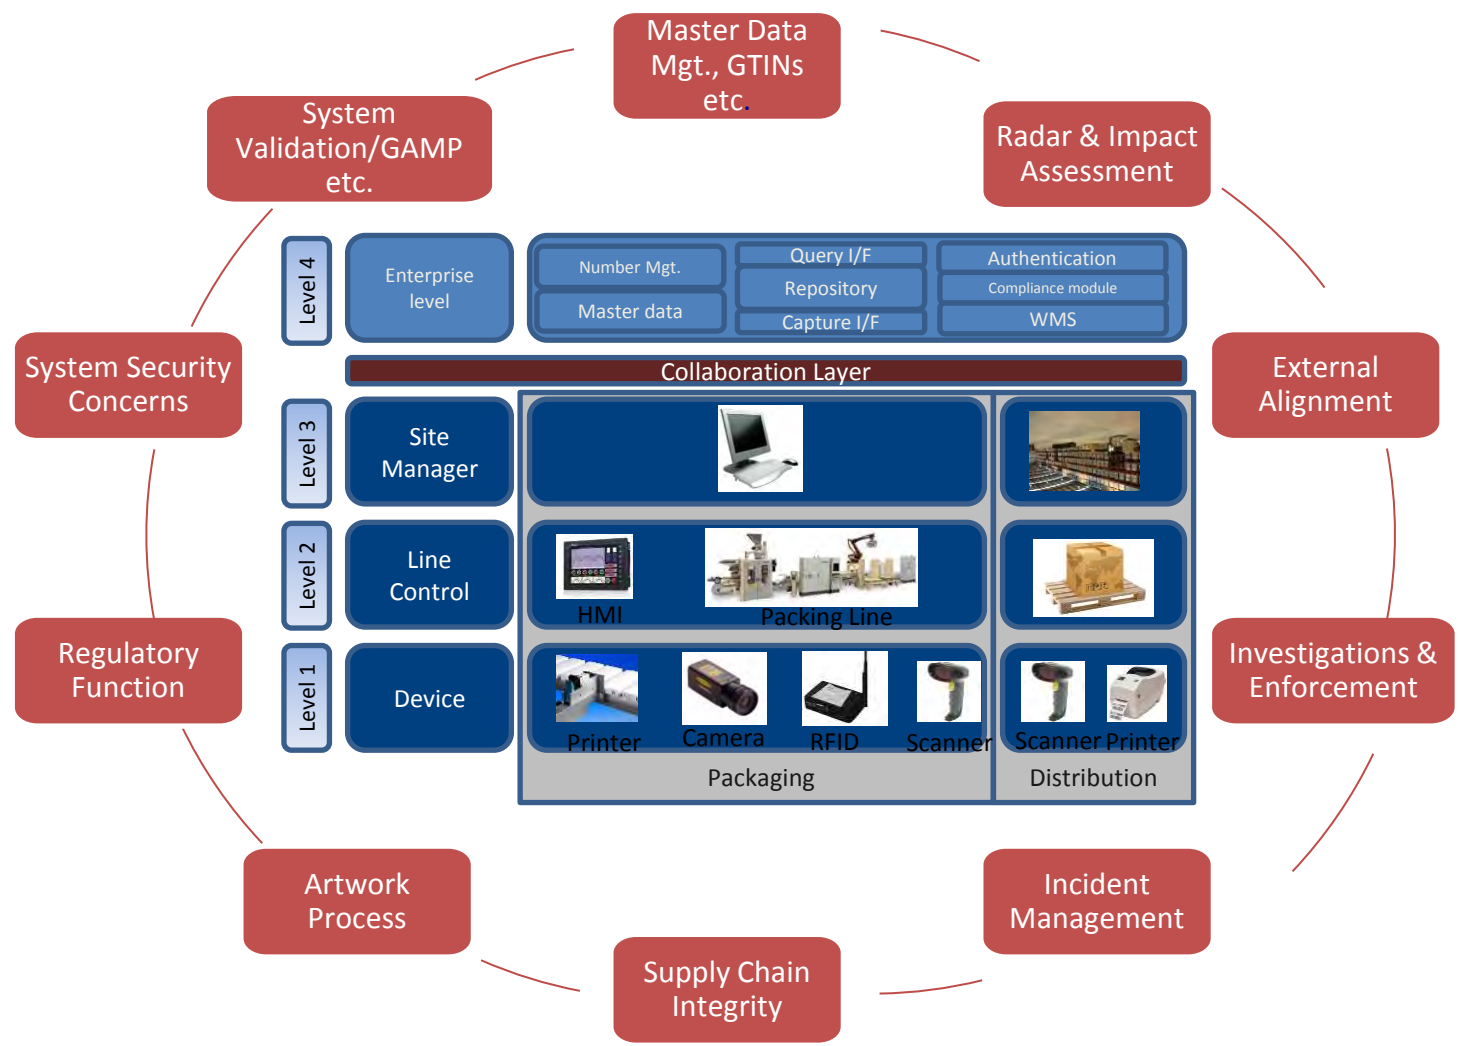 Master Data
Mgt., GTINs
etc.
System
Validation/GAMP
etc.
Radar & Impact
Assessment
Level 4
Enterprise
level
Number Mgt.
Master data
Query I/F
Repository
Capture I/F
Authentication
Compliance module
WMS
System Security
Concerns
External
Alignment
Collaboration Layer
Level 3
Site
Manager
Level 2
Line
Control
HMI
Packing Line
Regulatory
Function
Investigations &
Enforcement
Level 1
Device
Printer
Camera
RFID
Scanner
Scanner
Printer
Packaging
Distribution
Artwork
Process
Incident
Management
Supply Chain
Integrity